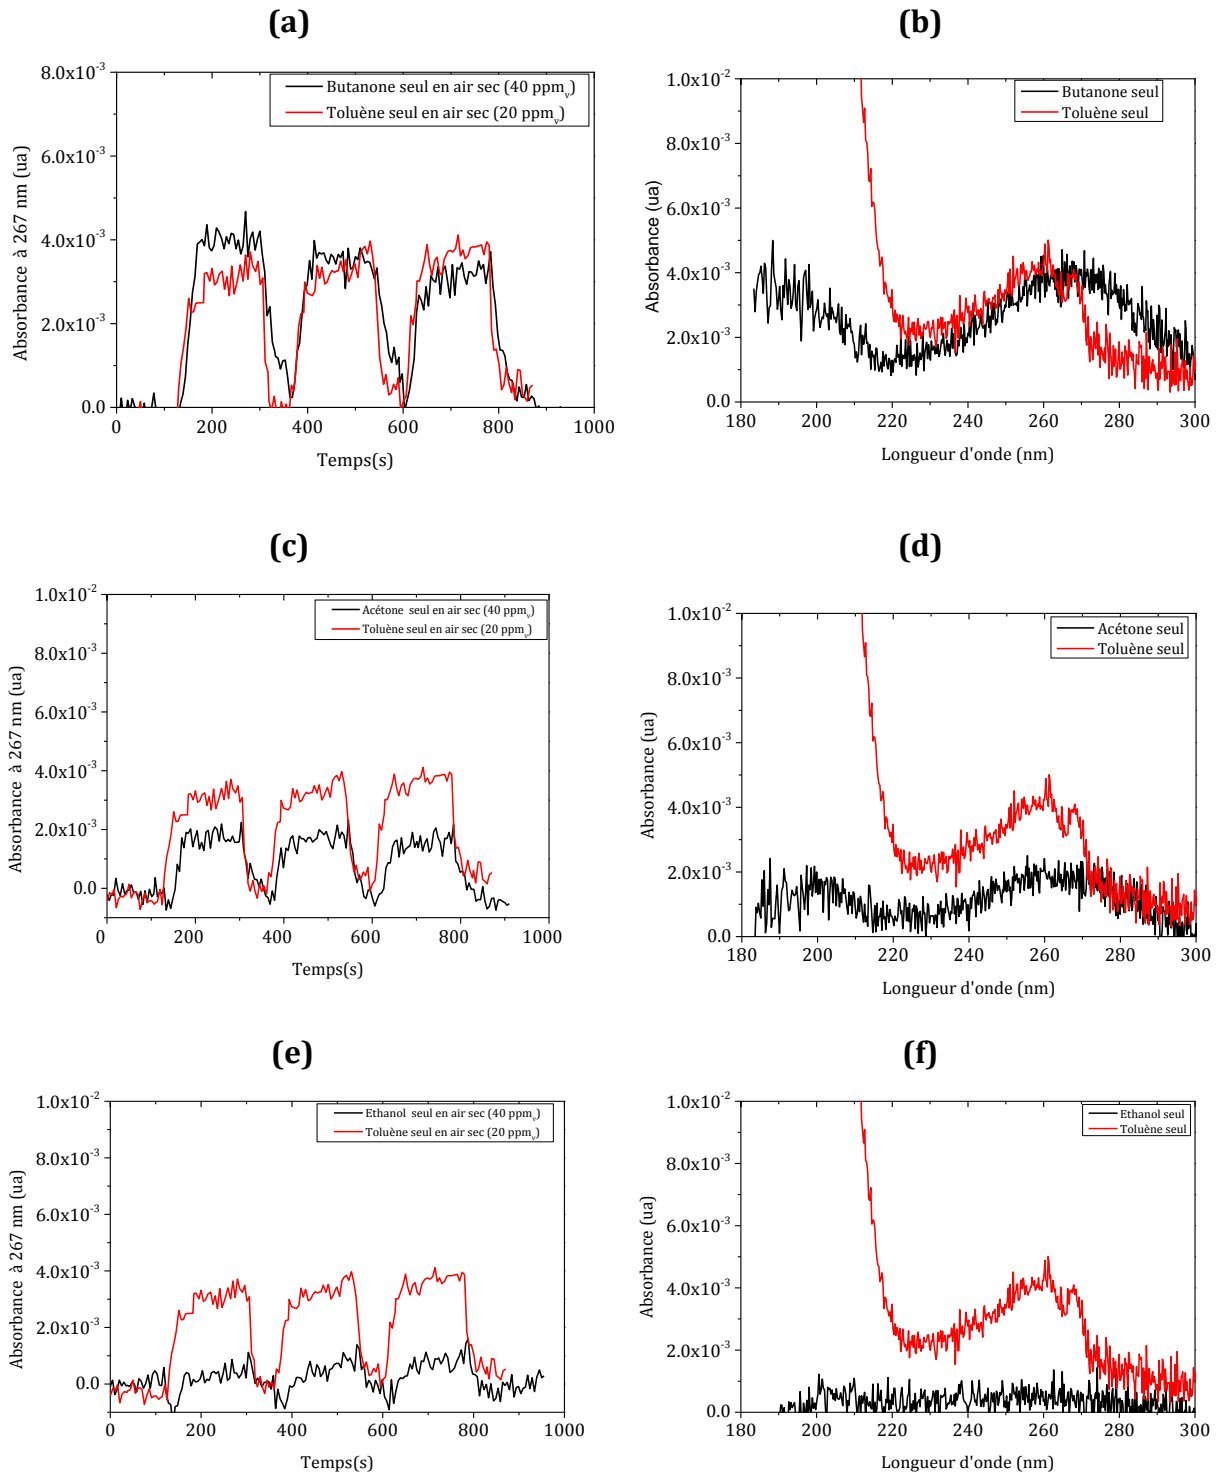 (a)
Butanone seul en air sec (40 ppmv)
Toluène seul en air sec (20 ppmv)
8.0x10-3
6.0x10-3
4.0x10-3
2.0x10-3
0.0
Absorbance à 267 nm (ua)
0 200 400 600 800 1000
Temps(s)
(b)
Butanone seul
Toluène seul
1.0x10-2
8.0x10-3
6.0x10-3
4.0x10-3
2.0x10-3
0.0
Absorbance (ua)
180 200 220 240 260 280 300
Longueur d'onde (nm)
(c)
Acétone seul en air sec (40 ppmv)
Toluène seul en air sec (20 ppmv)
1.0x10-2
8.0x10-3
6.0x10-3
4.0x10-3
2.0x10-3
0.0
Absorbance à 267 nm (ua)
0 200 400 600 800 1000
Temps(s)
(d)
Acétone seul
Toluène seul
1.0x10-2
8.0x10-3
6.0x10-3
4.0x10-3
2.0x10-3
0.0
Absorbance (ua)
180 200 220 240 260 280 300
Longueur d'onde (nm)
(e)
Ethanol seul en air sec (40 ppmv)
Toluène seul en air sec (20 ppmv)
1.0x10-2
8.0x10-3
6.0x10-3
4.0x10-3
2.0x10-3
0.0
Absorbance à 267 nm (ua)
0 200 400 600 800 1000
Temps(s)
(f)
Ethanol seul
Toluène seul
1.0x10-2
8.0x10-3
6.0x10-3
4.0x10-3
2.0x10-3
0.0
Absorbance (ua)
180 200 220 240 260 280 300
Longueur d'onde (nm)